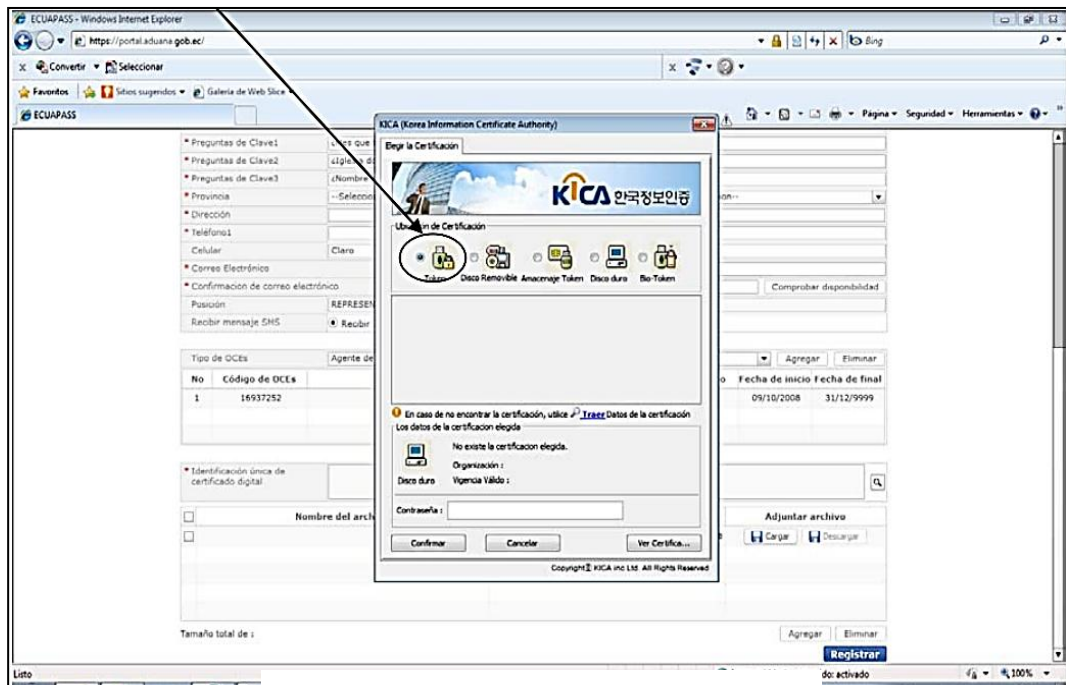 ECUAPASS - Windows Internet Explorer
https://portal.aduana.gob.ec/
Bing
x Convertir Seleccionar
Favoritos Sitios sugeridos Galería de Web Slice
ECUAPASS
Página Seguridad Herramientas
KICA (Korea Information Certificate Authority)
Elegir la Certificación
KICA 한국정보인증
Ubicación de Certificación
Token Disco Removible Amacenaje Token Disco duro Bio-Token
En caso de no encontrar la certificación, utilice Traer Datos de la certificación
Los datos de la certificacion elegida
No existe la certificacion elegida.
Organización :
Disco duro Vigencia Válido :
Contraseña :
Confirmar Cancelar Ver Certifica...
Copyright KICA inc Ltd. All Rights Reserved
* Preguntas de Clave1
* Preguntas de Clave2
* Preguntas de Clave3 ¿Nombre
* Provincia --Seleccion
* Dirección
* Teléfono1
Celular Claro
* Correo Electrónico
* Confirmacion de correo electrónico Comprobar disponibilidad
Posición REPRESEN
Recibir mensaje SMS Recibir
Tipo de OCEs Agente de Agregar Eliminar
No Código de OCEs Fecha de inicio Fecha de final
1 16937252 09/10/2008 31/12/9999
* Identificación única de
certificado digital
Nombre del arch Adjuntar archivo
Cargar Descargar
Tamaño total de :
Agregar Eliminar
Registrar
Listo do: activado 100%